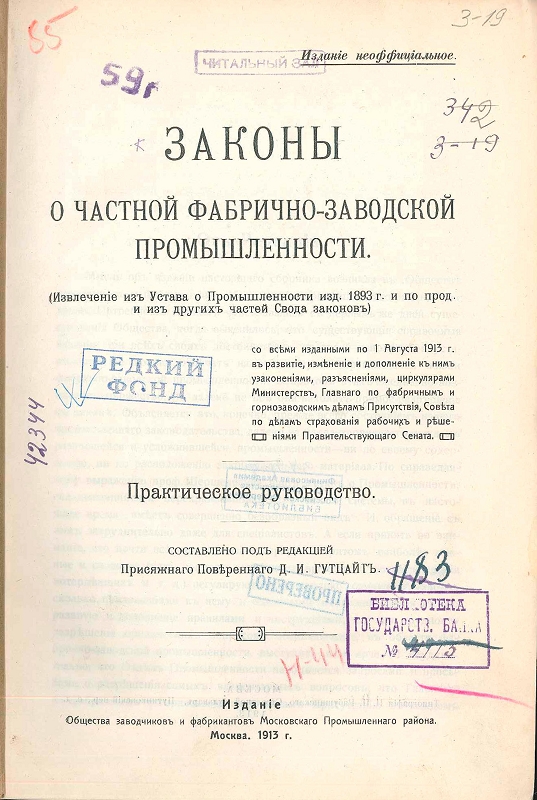 55
3-19
Изданіе неоффиціальное.
ЧИТАЛЬНЫЙ ЗАЛ
59г
342
3-19
ЗАКОНЫ
О ЧАСТНОЙ ФАБРИЧНО-ЗАВОДСКОЙ
ПРОМЫШЛЕННОСТИ.
(Извлеченіе изъ Устава о Промышленности изд. 1893 г. и по прод.
и изъ другихъ частей Свода законовъ)
со всѣми изданными по 1 Августа 1913 г.
въ развитіе, измѣненіе и дополненіе къ нимъ
узаконеніями, разъясненіями, циркулярами
Министерствъ, Главнаго по фабричнымъ и
горнозаводскимъ дѣламъ Присутствія, Совѣта
по дѣламъ страхованія рабочихъ и рѣше-
ніями Правительствующаго Сената.
РЕДКИЙ
ФОНД
42344
Практическое руководство.
БИБЛИОТЕКА
СОСТАВЛЕНО ПОДЪ РЕДАКЦІЕЙ
Присяжнаго Повѣреннаго Д. И. ГУТЦАЙТЪ.
1183
ПРОВЕРЕНО
БИБЛИОТЕКА
ГОСУДАРСТВ. БАНКА
№
Н-44
Изданіе
Общества заводчиковъ и фабрикантовъ Московскаго Промышленнаго района.
Москва. 1913 г.